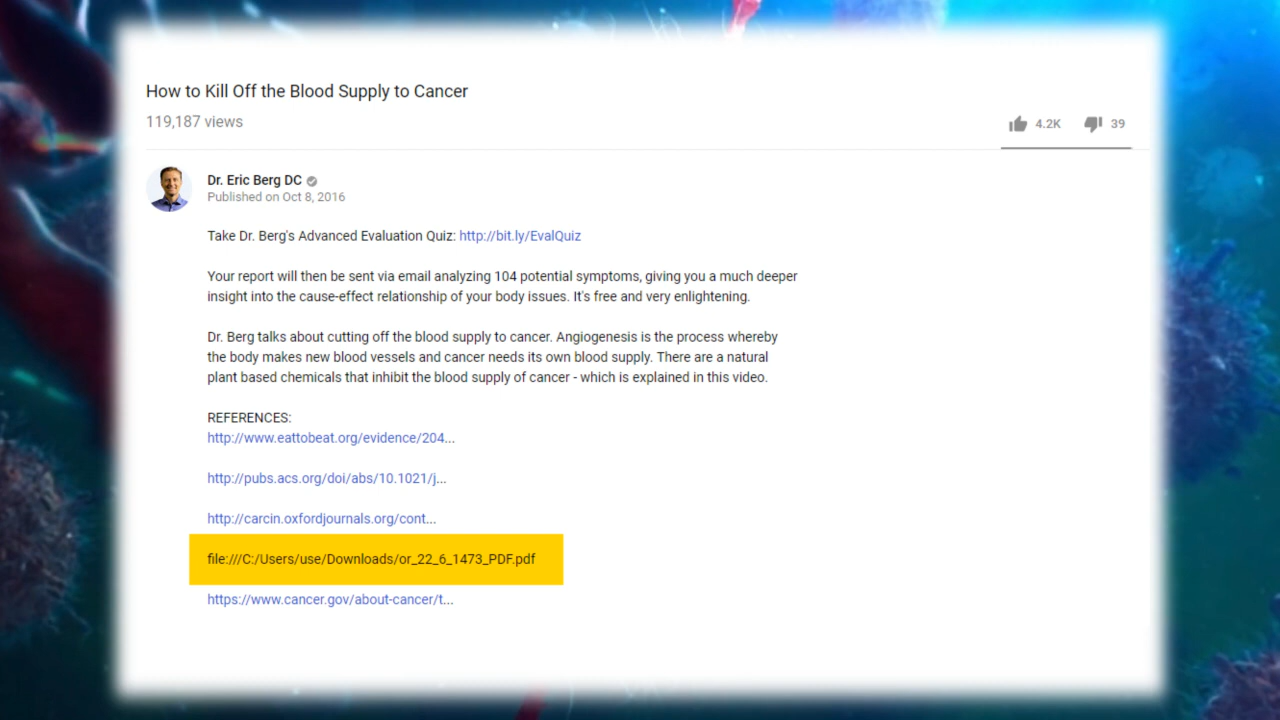 How to Kill Off the Blood Supply to Cancer
119,187 views
4.2K
39
Dr. Eric Berg DC
Published on Oct 8, 2016
Take Dr. Berg's Advanced Evaluation Quiz: http://bit.ly/EvalQuiz
Your report will then be sent via email analyzing 104 potential symptoms, giving you a much deeper
insight into the cause-effect relationship of your body issues. It's free and very enlightening.
Dr. Berg talks about cutting off the blood supply to cancer. Angiogenesis is the process whereby
the body makes new blood vessels and cancer needs its own blood supply. There are a natural
plant based chemicals that inhibit the blood supply of cancer - which is explained in this video.
REFERENCES:
http://www.eattobeat.org/evidence/204...
http://pubs.acs.org/doi/abs/10.1021/j...
http://carcin.oxfordjournals.org/cont...
file:///C:/Users/use/Downloads/or_22_6_1473_PDF.pdf
https://www.cancer.gov/about-cancer/t...